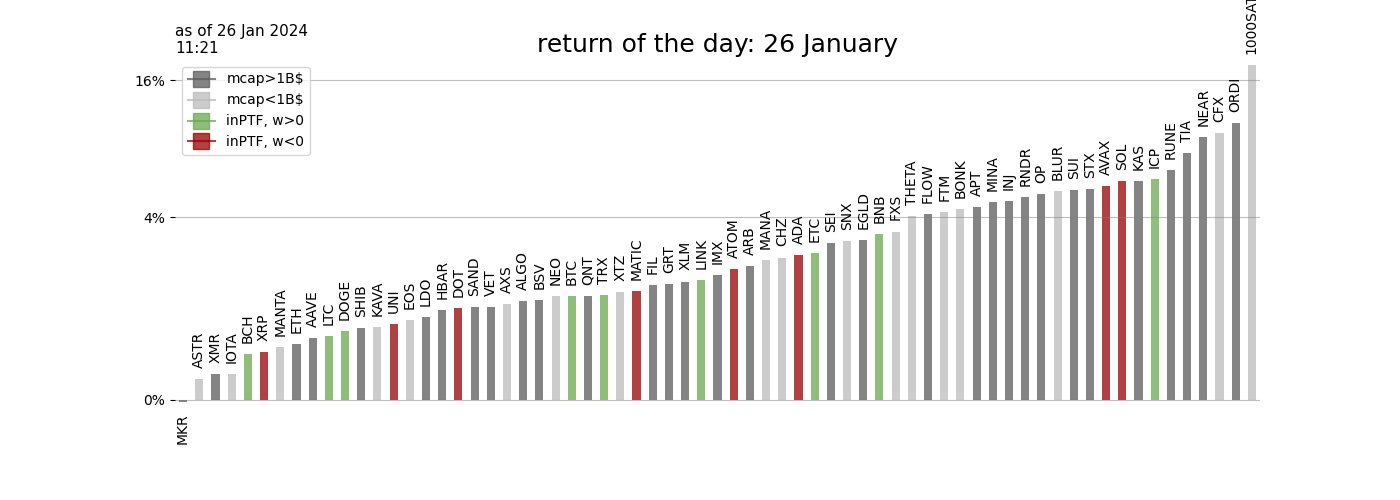 as of 26 Jan 2024
11:21
return of the day: 26 January
mcap>1B$
mcap<1B$
inPTF, w>0
inPTF, w<0
16%
4%
0%
MKR
ASTR
XMR
IOTA
BCH
XRP
MANTA
ETH
AAVE
LTC
DOGE
SHIB
KAVA
UNI
EOS
LDO
HBAR
DOT
SAND
VET
AXS
ALGO
BSV
NEO
BTC
QNT
TRX
XTZ
MATIC
FIL
GRT
XLM
LINK
IMX
ATOM
ARB
MANA
CHZ
ADA
ETC
SEI
SNX
EGLD
BNB
FXS
THETA
FLOW
FTM
BONK
APT
MINA
INJ
RNDR
OP
BLUR
SUI
STX
AVAX
SOL
KAS
ICP
RUNE
TIA
NEAR
CFX
ORDI
1000SAT